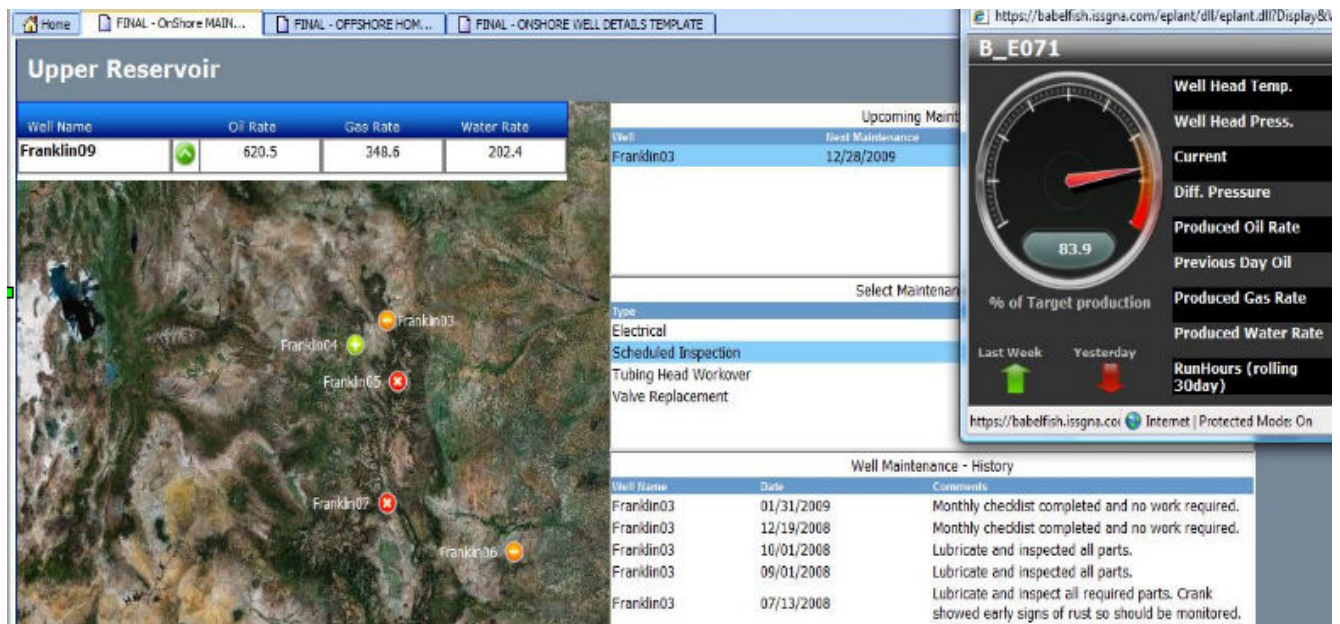 Home FINAL - OnShore MAIN... FINAL - OFFSHORE HOM... FINAL - ONSHORE WELL DETAILS TEMPLATE
Upper Reservoir
Well Name Oil Rate Gas Rate Water Rate
Franklin09 620.5 348.6 202.4
Franklin03
Franklin04
Franklin05
Franklin07
Franklin06
Upcoming Maint
Well Next Maintenance
Franklin03 12/28/2009
Select Maintenan
Type
Electrical
Scheduled Inspection
Tubing Head Workover
Valve Replacement
Well Maintenance - History
Well Name Date Comments
Franklin03 01/31/2009 Monthly checklist completed and no work required.
Franklin03 12/19/2008 Monthly checklist completed and no work required.
Franklin03 10/01/2008 Lubricate and inspected all parts.
Franklin03 09/01/2008 Lubricate and inspected all parts.
Franklin03 07/13/2008 Lubricate and inspect all required parts. Crank
showed early signs of rust so should be monitored.
https://babelfish.issgna.com/eplant/dll/eplant.dll?Display&V
B_E071
83.9
% of Target production
Last Week Yesterday
Well Head Temp.
Well Head Press.
Current
Diff. Pressure
Produced Oil Rate
Previous Day Oil
Produced Gas Rate
Produced Water Rate
RunHours (rolling
30day)
https://babelfish.issgna.co Internet | Protected Mode: On